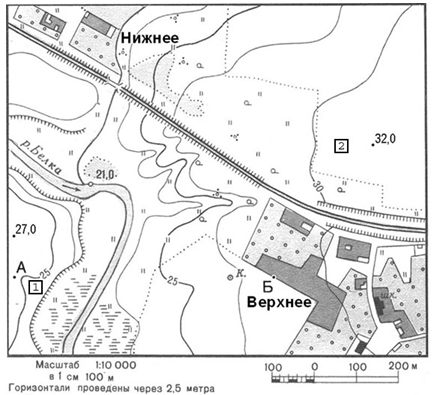 Нижнее
2
32,0
р. Белка
21,0
30
27,0
А
25
1
25
К.
Б
Верхнее
шк.
Масштаб 1:10 000
в 1 см 100 м
100 0 200 м
Горизонтали проведены через 2,5 метра